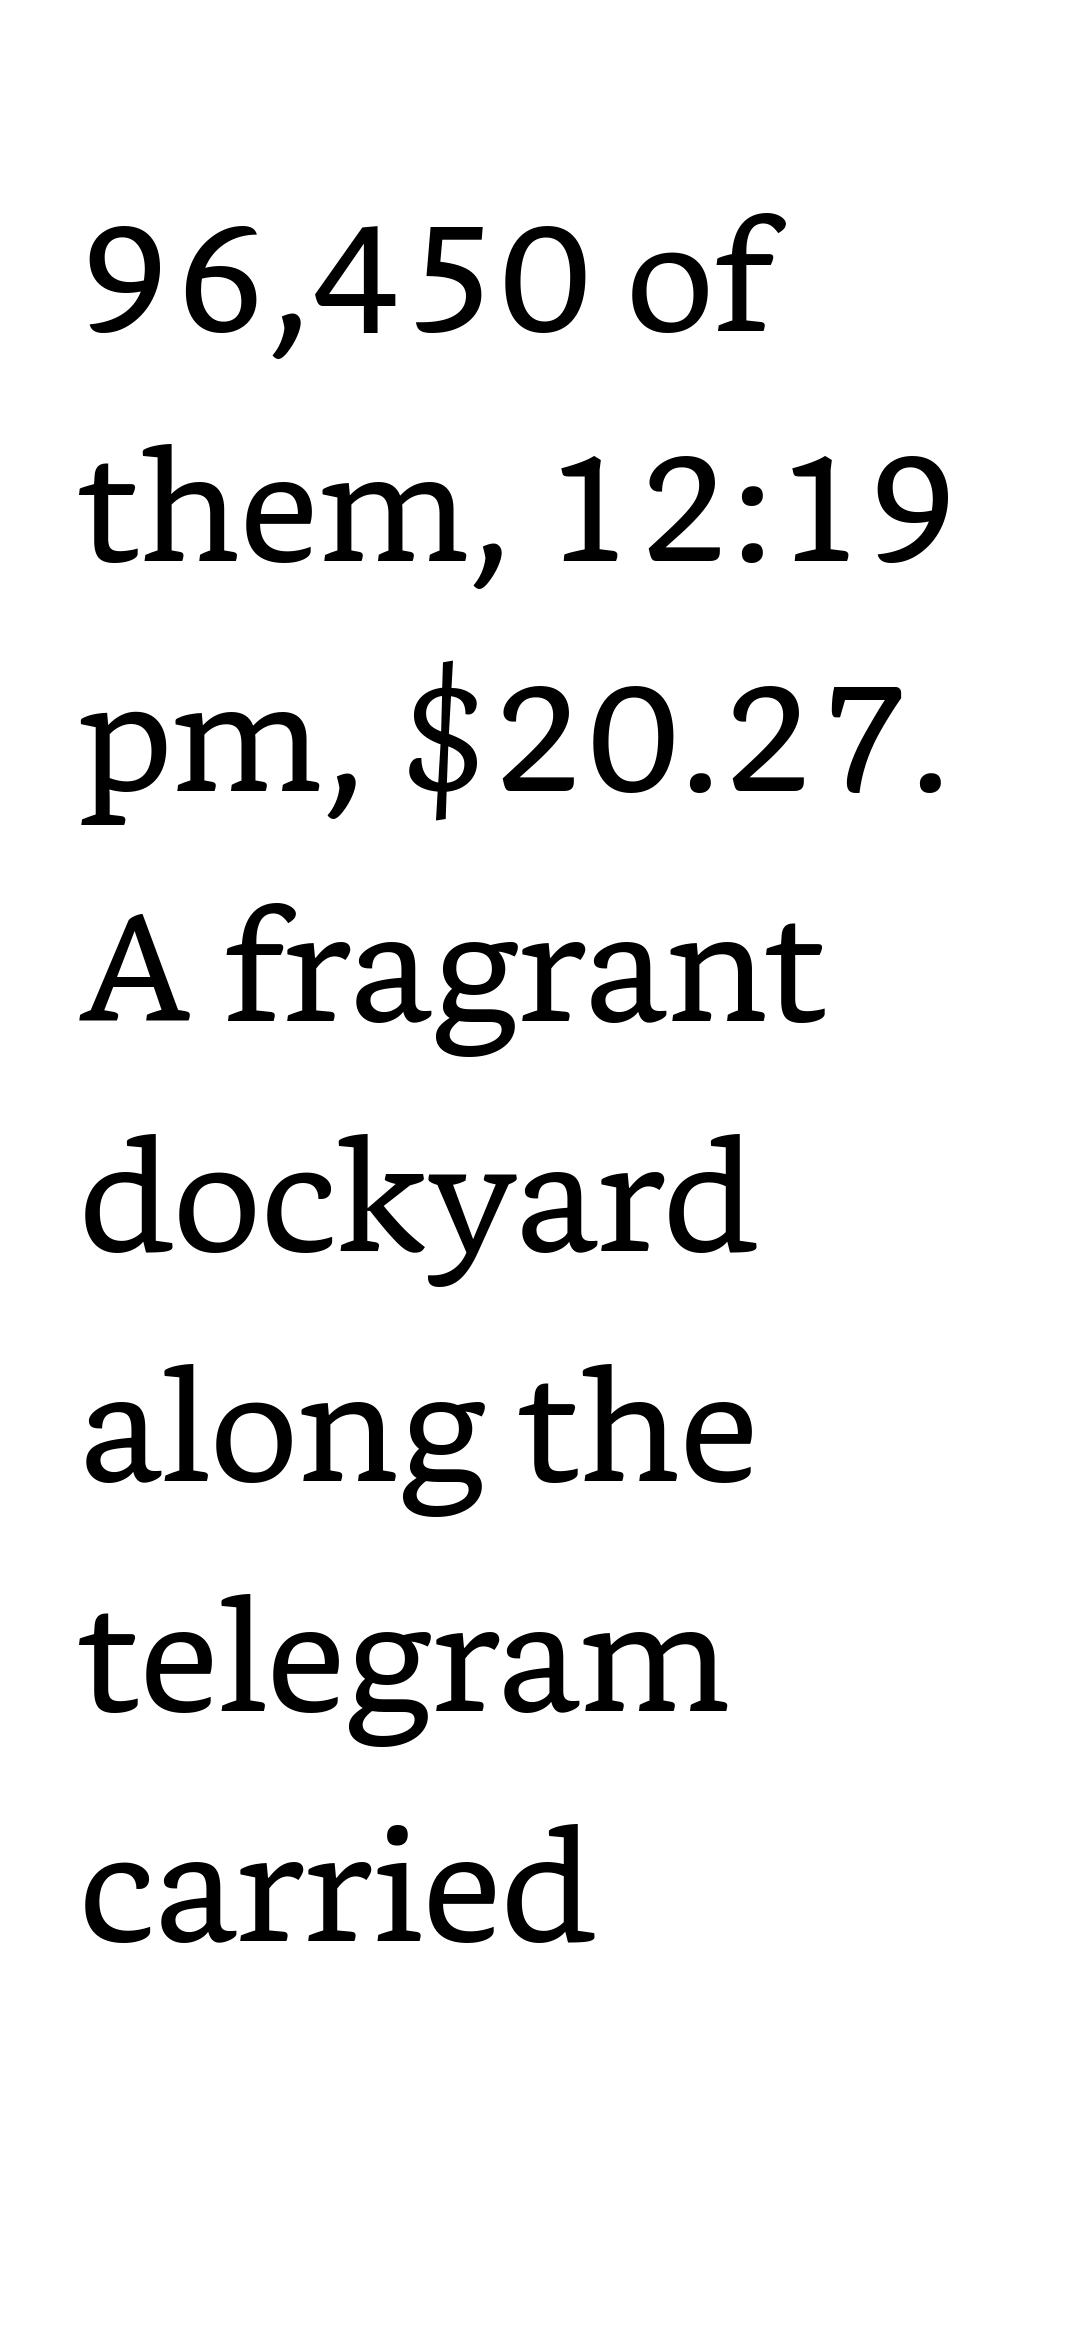 96,450 of
them, 12:19
pm, $20.27.
A fragrant
dockyard
along the
telegram
carried